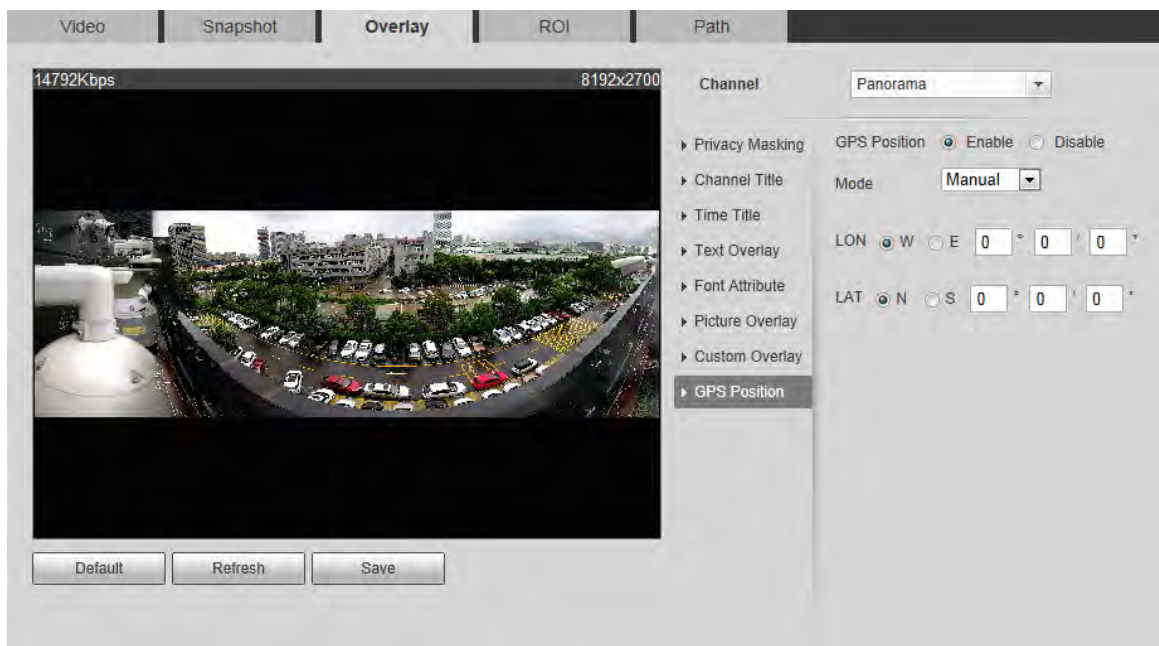 Video Snapshot Overlay ROI Path
14792Kbps 8192x2700
Channel Panorama
Privacy Masking
Channel Title
Time Title
Text Overlay
Font Attribute
Picture Overlay
Custom Overlay
GPS Position
GPS Position Enable Disable
Mode Manual
LON W E 0 ° 0 ' 0 "
LAT N S 0 ° 0 ' 0 "
Default Refresh Save